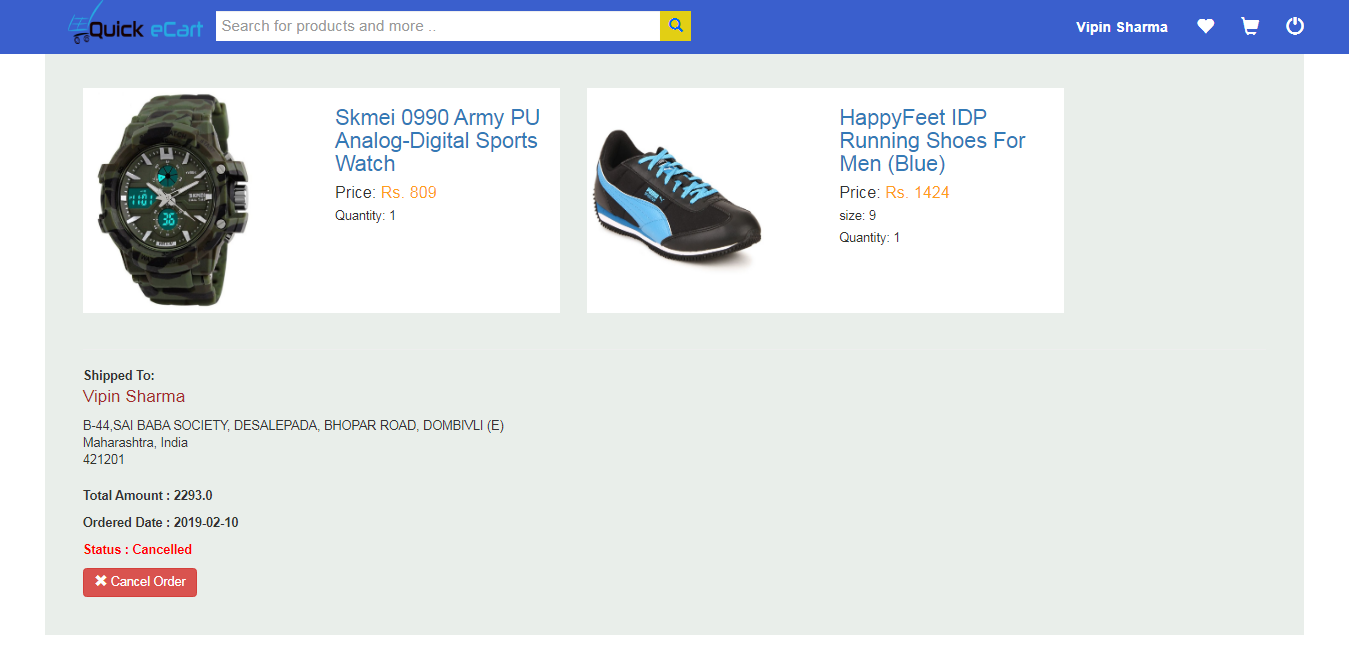 Quick eCart
Search for products and more ..
Vipin Sharma
Skmei 0990 Army PU
Analog-Digital Sports
Watch
Price: Rs. 809
Quantity: 1
HappyFeet IDP
Running Shoes For
Men (Blue)
Price: Rs. 1424
size: 9
Quantity: 1
Shipped To:
Vipin Sharma
B-44,SAI BABA SOCIETY, DESALEPADA, BHOPAR ROAD, DOMBIVLI (E)
Maharashtra, India
421201
Total Amount : 2293.0
Ordered Date : 2019-02-10
Status : Cancelled
Cancel Order